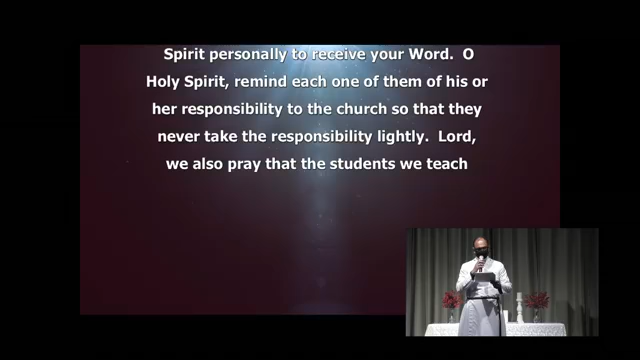 Spirit personally to receive your Word.  O
Holy Spirit, remind each one of them of his or
her responsibility to the church so that they
never take the responsibility lightly.  Lord,
we also pray that the students we teach